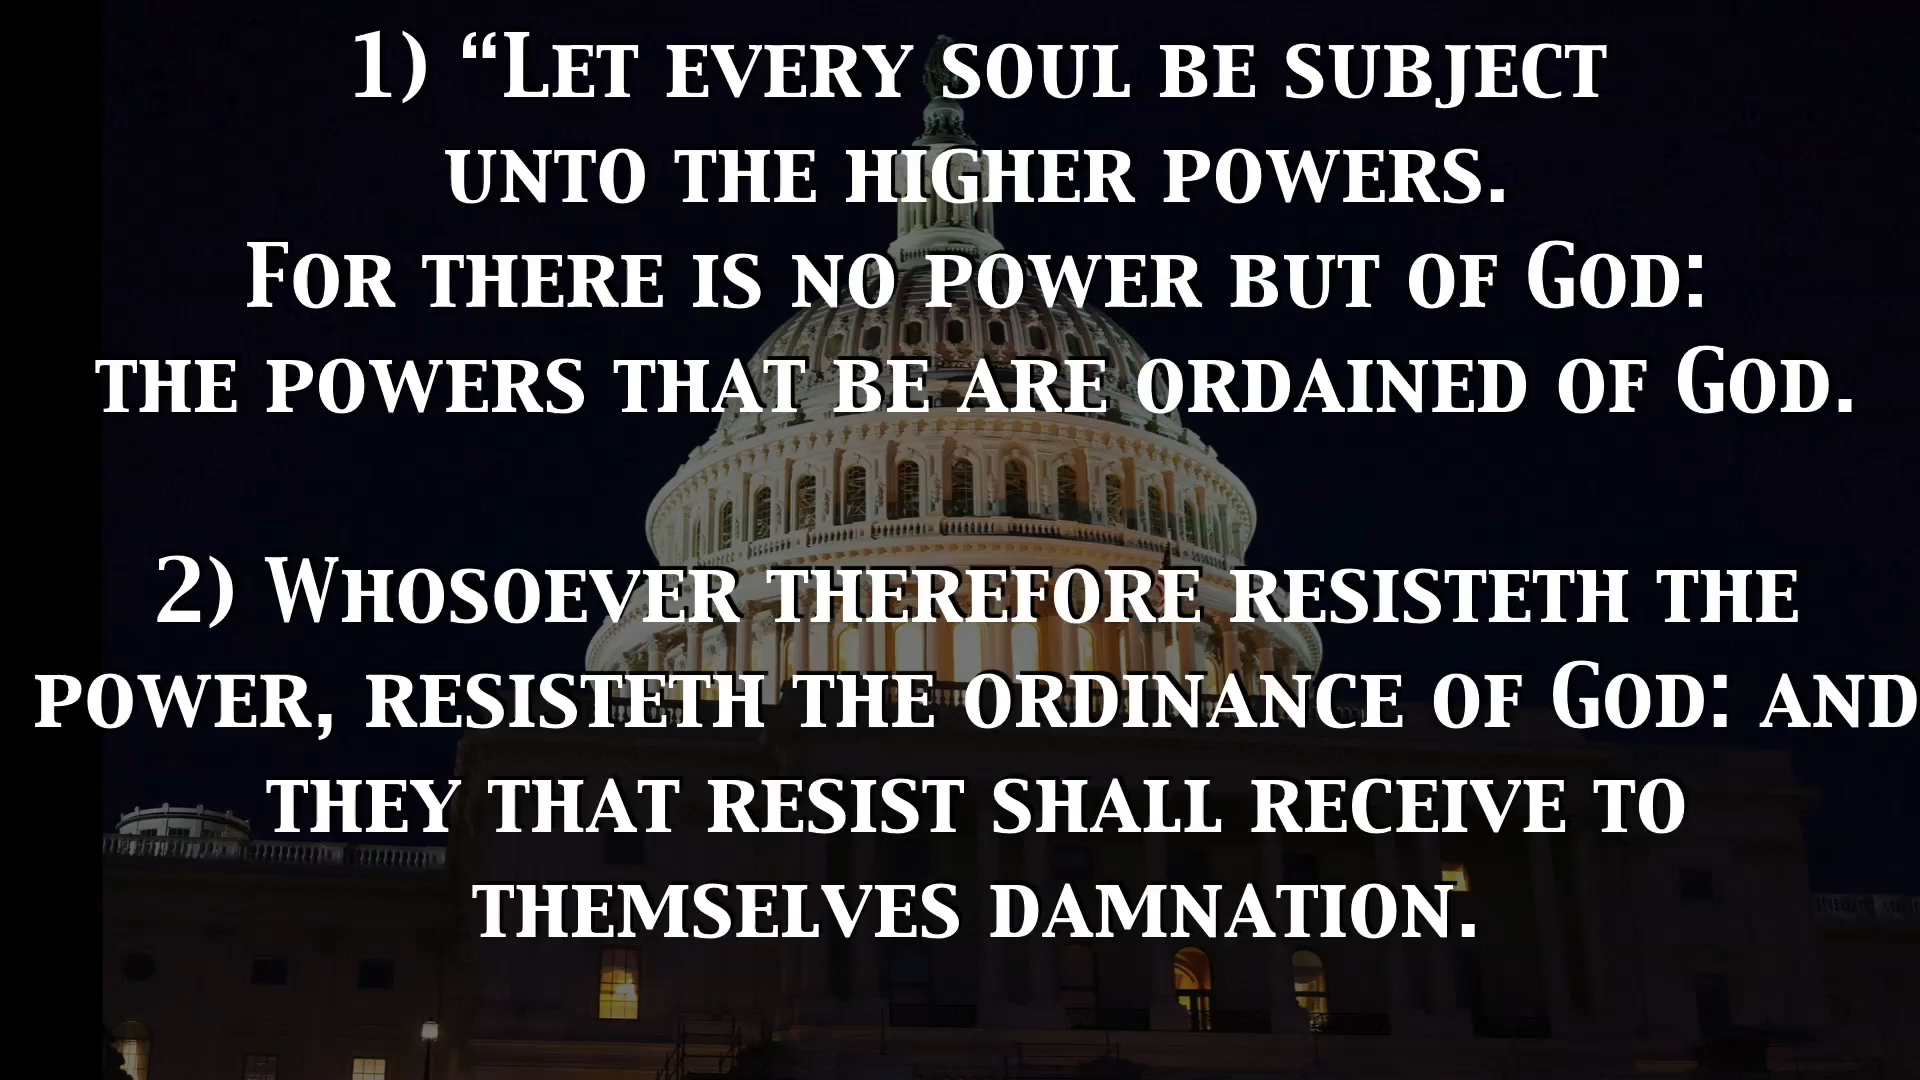 1) “Let every soul be subject
unto the higher powers.
For there is no power but of God:
the powers that be are ordained of God.
2) Whosoever therefore resisteth the
power, resisteth the ordinance of God: and
they that resist shall receive to
themselves damnation.